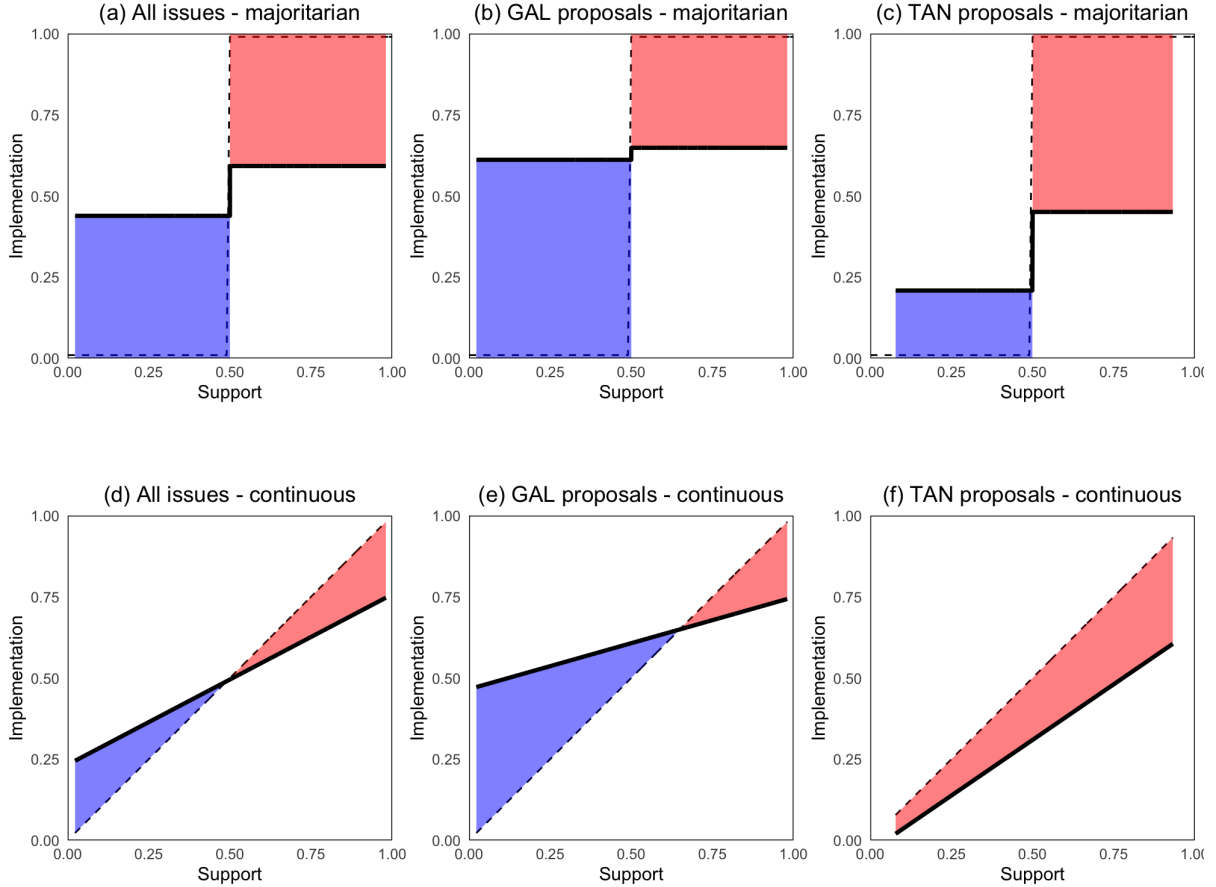 (a) All issues - majoritarian
(b) GAL proposals - majoritarian
(c) TAN proposals - majoritarian
1.00
0.75
0.50
0.25
0.00
Implementation
0.00 0.25 0.50 0.75 1.00
Support
1.00
0.75
0.50
0.25
0.00
Implementation
0.00 0.25 0.50 0.75 1.00
Support
1.00
0.75
0.50
0.25
0.00
Implementation
0.00 0.25 0.50 0.75 1.00
Support
(d) All issues - continuous
(e) GAL proposals - continuous
(f) TAN proposals - continuous
1.00
0.75
0.50
0.25
0.00
Implementation
0.00 0.25 0.50 0.75 1.00
Support
1.00
0.75
0.50
0.25
0.00
Implementation
0.00 0.25 0.50 0.75 1.00
Support
1.00
0.75
0.50
0.25
0.00
Implementation
0.00 0.25 0.50 0.75 1.00
Support